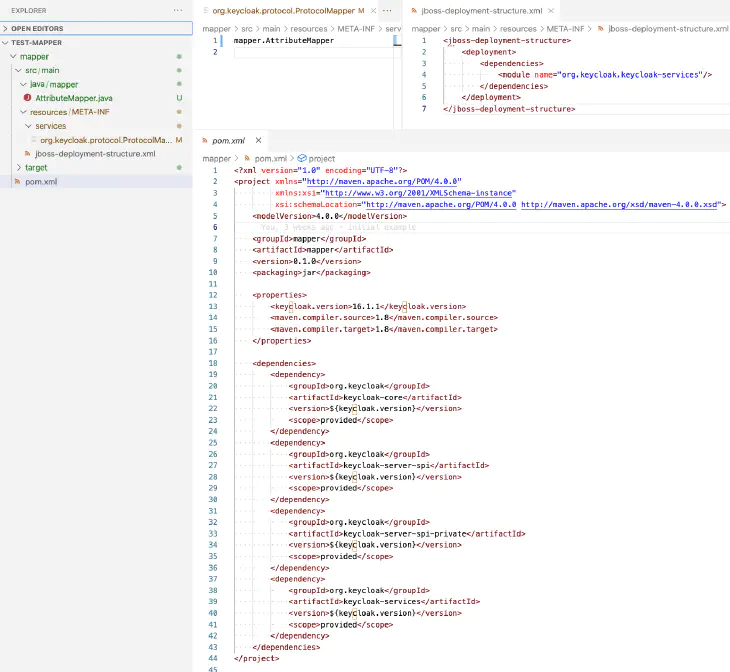 EXPLORER
OPEN EDITORS
TEST-MAPPER
mapper
src/main
java/mapper
AttributeMapper.java U
resources/META-INF
services
org.keycloak.protocol.ProtocolMa... M
jboss-deployment-structure.xml
target
pom.xml
org.keycloak.protocol.ProtocolMapper M
mapper > src > main > resources > META-INF > serv
1 mapper.AttributeMapper
2
jboss-deployment-structure.xml
mapper > src > main > resources > META-INF > jboss-deployment-structure.xml
1 <jboss-deployment-structure>
2 <deployment>
3 <dependencies>
4 <module name="org.keycloak.keycloak-services"/>
5 </dependencies>
6 </deployment>
7 </jboss-deployment-structure>
pom.xml
mapper > pom.xml > project
1 <?xml version="1.0" encoding="UTF-8"?>
2 <project xmlns="http://maven.apache.org/POM/4.0.0"
3 xmlns:xsi="http://www.w3.org/2001/XMLSchema-instance"
4 xsi:schemaLocation="http://maven.apache.org/POM/4.0.0 http://maven.apache.org/xsd/maven-4.0.0.xsd">
5 <modelVersion>4.0.0</modelVersion>
6 You, 3 weeks ago • initial example
7 <groupId>mapper</groupId>
8 <artifactId>mapper</artifactId>
9 <version>0.1.0</version>
10 <packaging>jar</packaging>
11
12 <properties>
13 <keycloak.version>16.1.1</keycloak.version>
14 <maven.compiler.source>1.8</maven.compiler.source>
15 <maven.compiler.target>1.8</maven.compiler.target>
16 </properties>
17
18 <dependencies>
19 <dependency>
20 <groupId>org.keycloak</groupId>
21 <artifactId>keycloak-core</artifactId>
22 <version>${keycloak.version}</version>
23 <scope>provided</scope>
24 </dependency>
25 <dependency>
26 <groupId>org.keycloak</groupId>
27 <artifactId>keycloak-server-spi</artifactId>
28 <version>${keycloak.version}</version>
29 <scope>provided</scope>
30 </dependency>
31 <dependency>
32 <groupId>org.keycloak</groupId>
33 <artifactId>keycloak-server-spi-private</artifactId>
34 <version>${keycloak.version}</version>
35 <scope>provided</scope>
36 </dependency>
37 <dependency>
38 <groupId>org.keycloak</groupId>
39 <artifactId>keycloak-services</artifactId>
40 <version>${keycloak.version}</version>
41 <scope>provided</scope>
42 </dependency>
43 </dependencies>
44 </project>
45